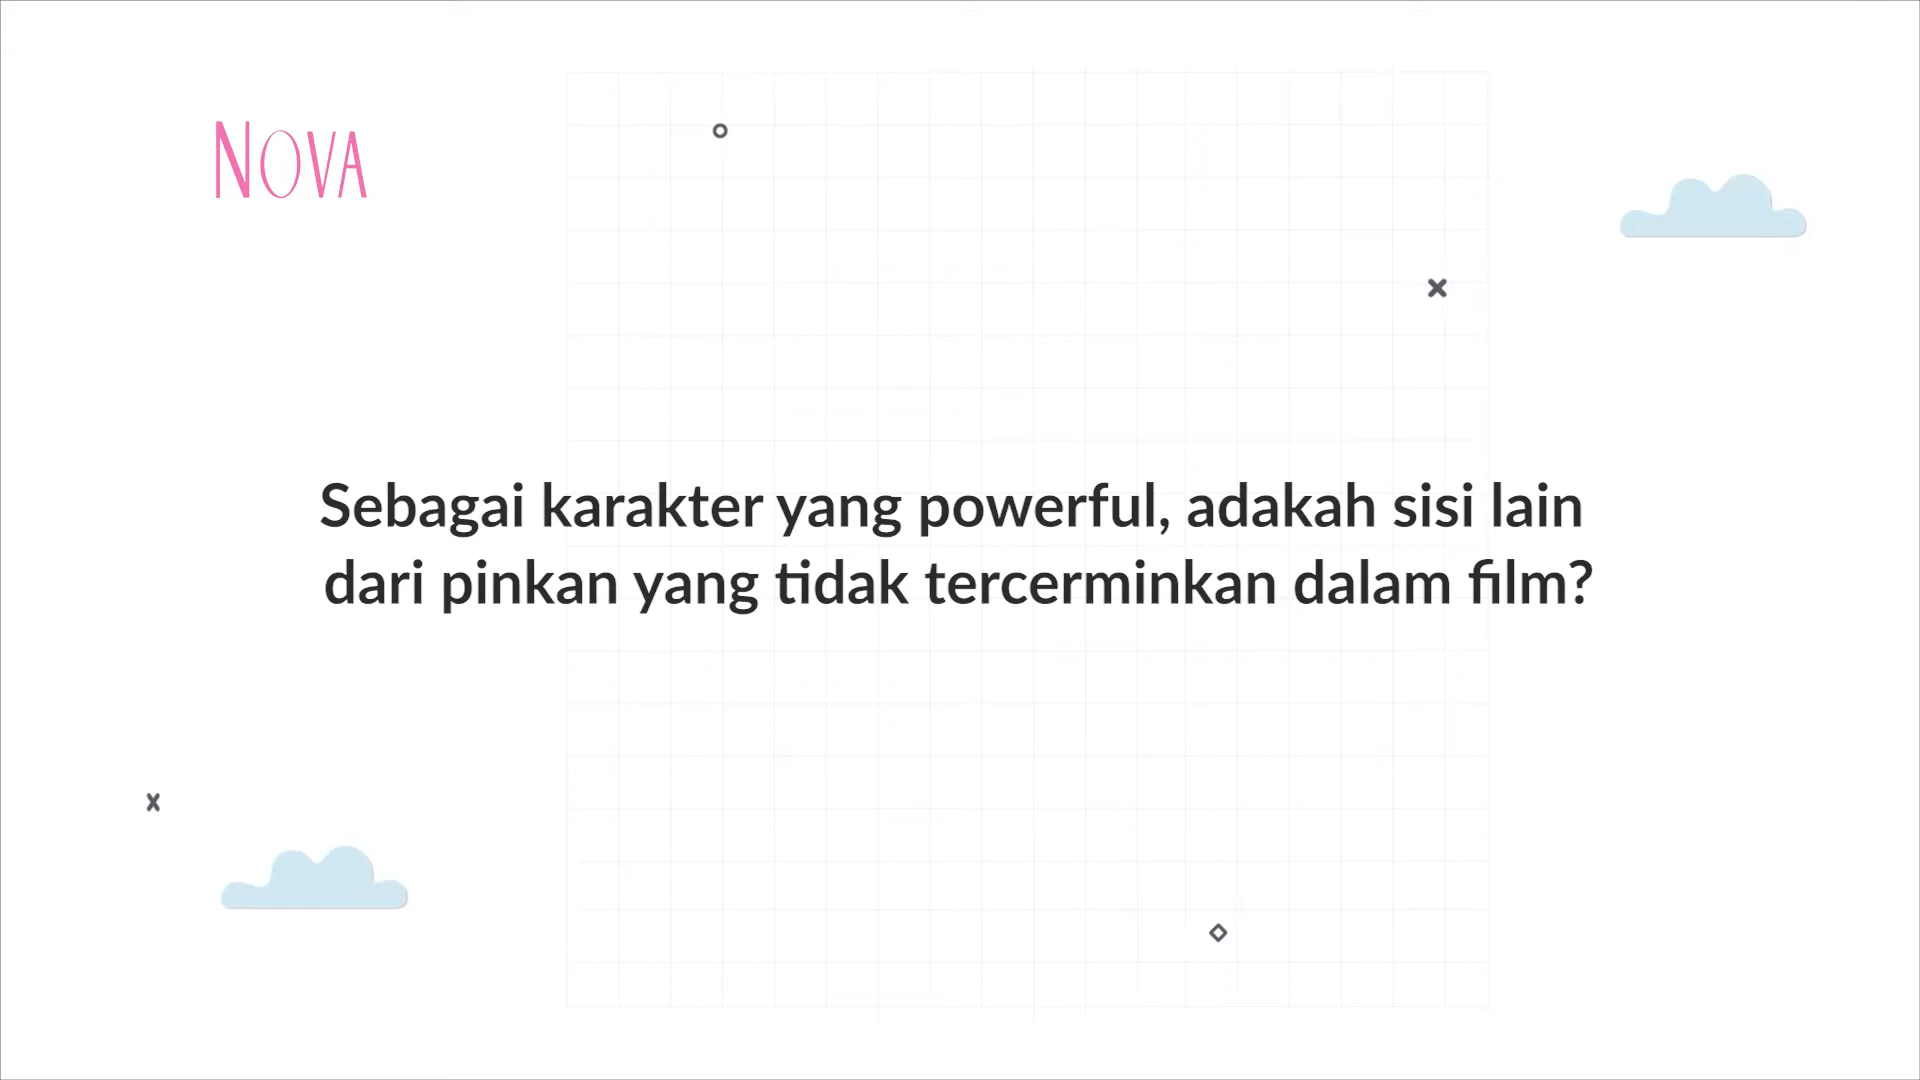 NOVA
Sebagai karakter yang powerful, adakah sisi lain
dari pinkan yang tidak tercerminkan dalam film?